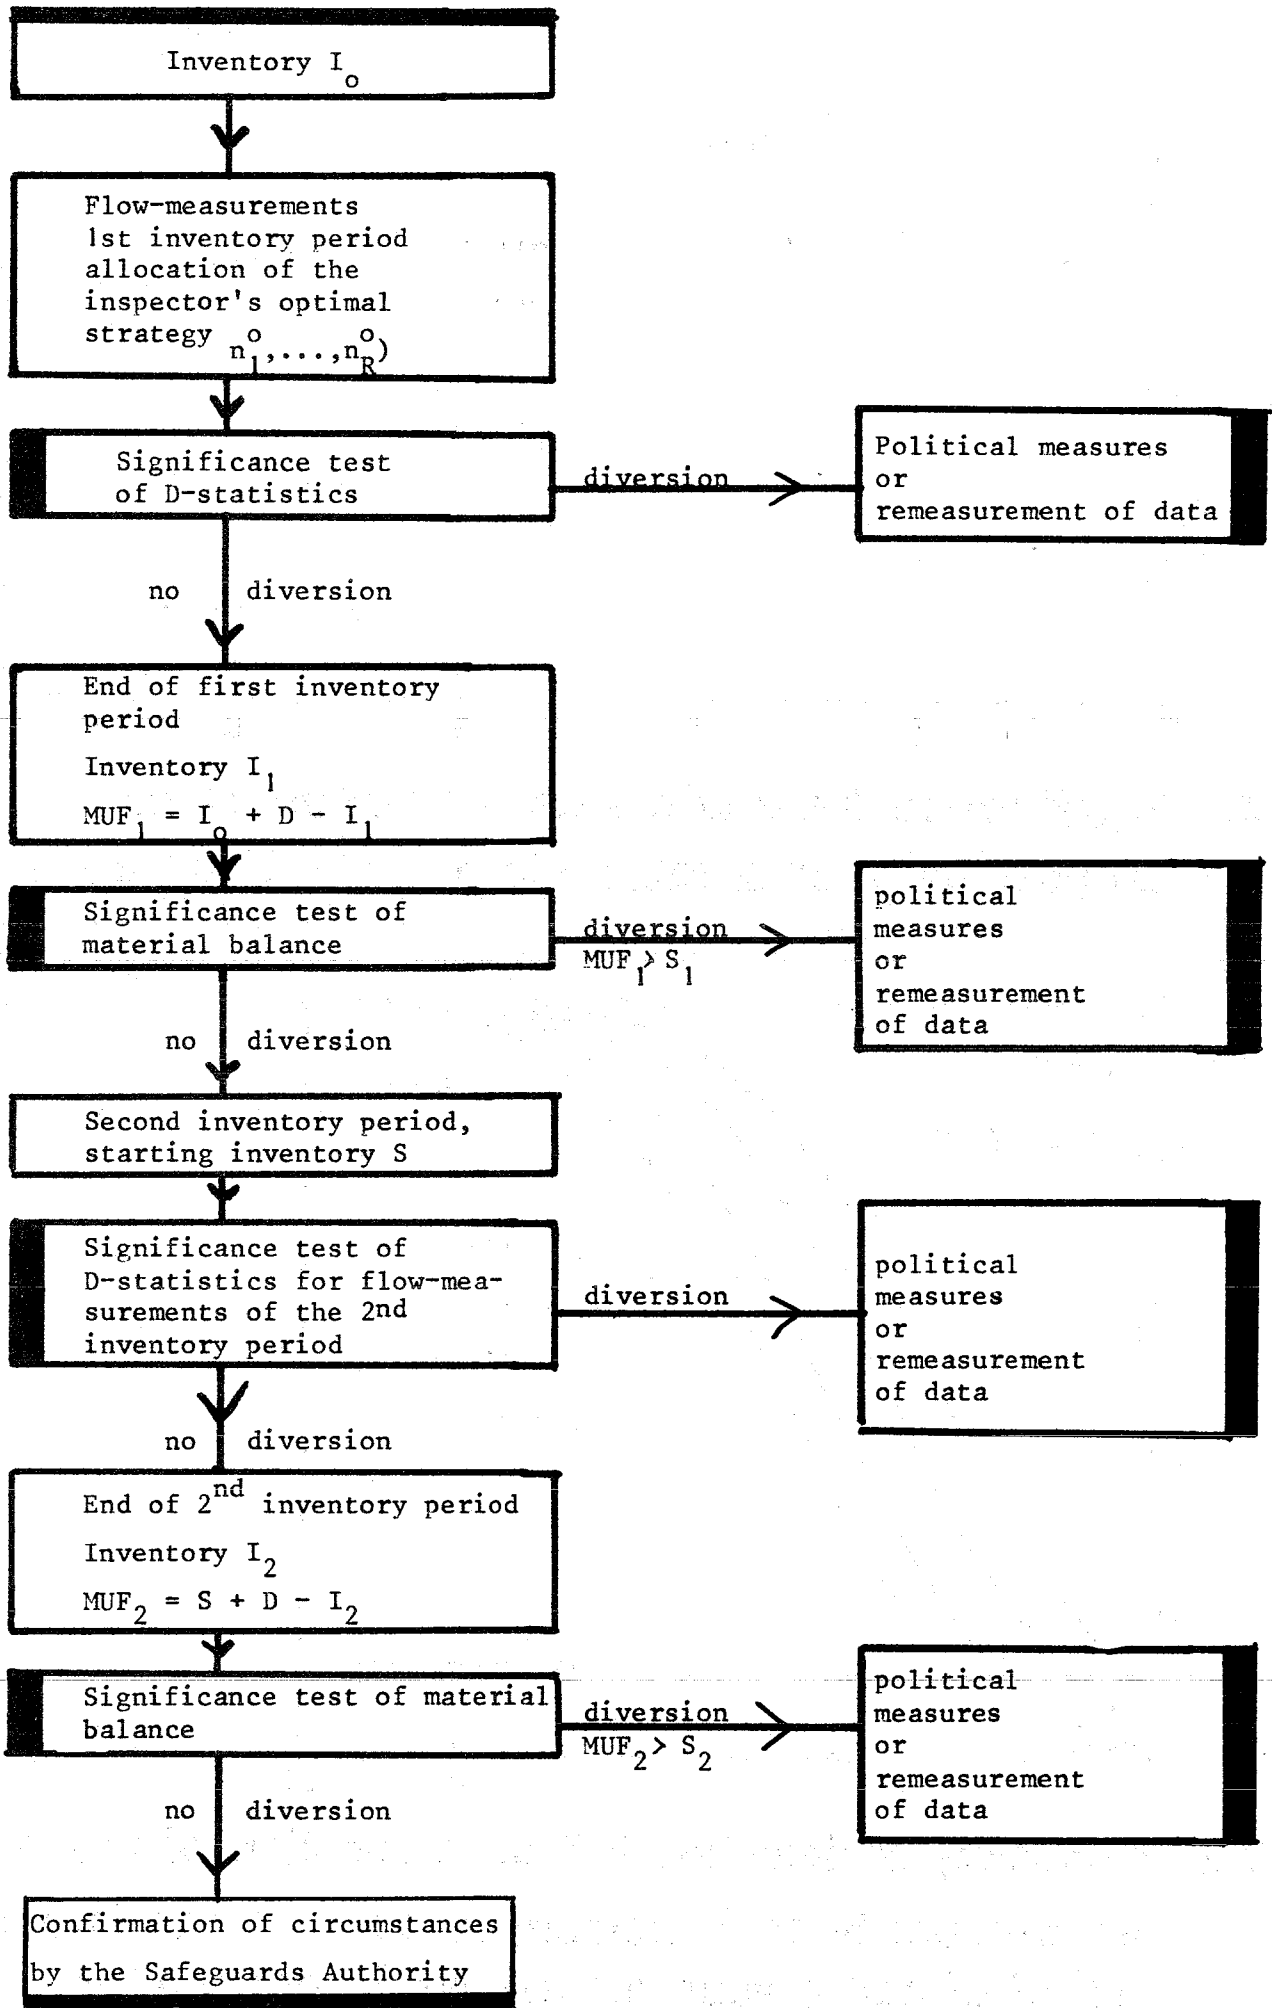 Inventory I₀
Flow-measurements
1st inventory period
allocation of the
inspector's optimal
strategy n₁ᵒ,...,n_Rᵒ)
Significance test
of D-statistics
diversion
Political measures
or
remeasurement of data
no diversion
End of first inventory
period
Inventory I₁
MUF₁ = I₀ + D - I₁
Significance test of
material balance
diversion
MUF₁> S₁
political
measures
or
remeasurement
of data
no diversion
Second inventory period,
starting inventory S
Significance test of
D-statistics for flow-mea-
surements of the 2nd
inventory period
diversion
political
measures
or
remeasurement
of data
no diversion
End of 2ⁿᵈ inventory period
Inventory I₂
MUF₂ = S + D - I₂
Significance test of material
balance
diversion
MUF₂> S₂
political
measures
or
remeasurement
of data
no diversion
Confirmation of circumstances
by the Safeguards Authority